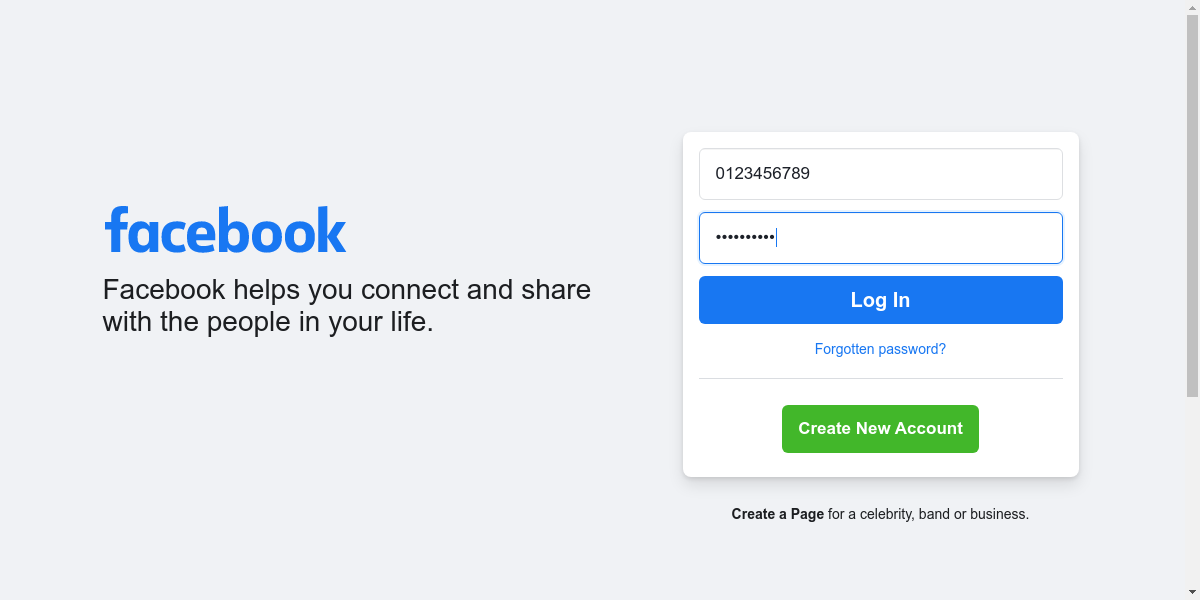 facebook
Facebook helps you connect and share
with the people in your life.
0123456789
••••••••••
Log In
Forgotten password?
Create New Account
Create a Page for a celebrity, band or business.